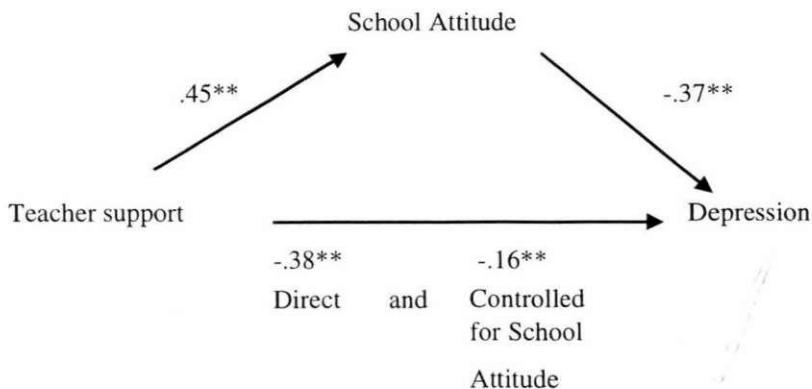 School Attitude
.45**
-.37**
Teacher support
Depression
-.38** -.16**
Direct and Controlled
for School
Attitude